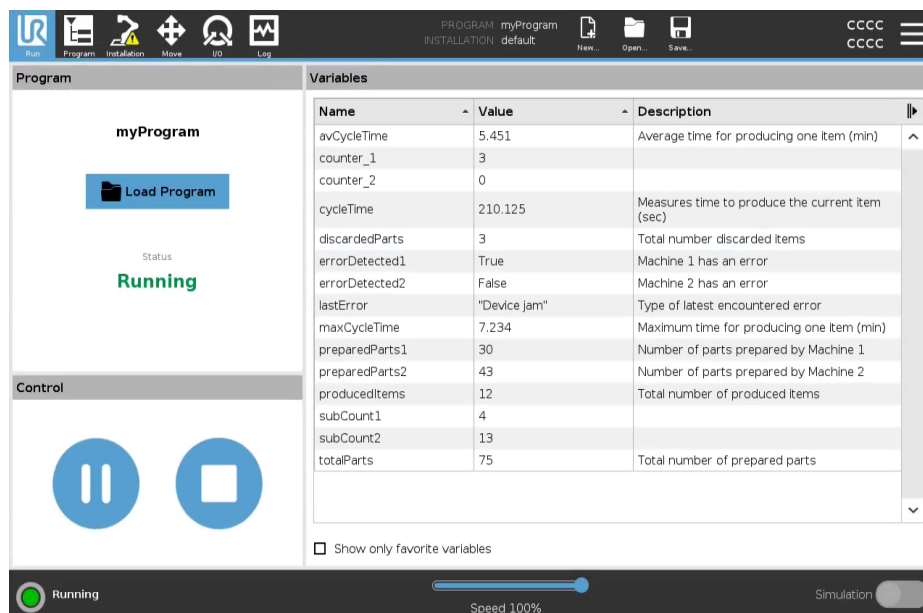 UR
PROGRAM myProgram
INSTALLATION default
CCCC
CCCC
Run Program Installation Move I/O Log New... Open... Save...
Program
myProgram
Load Program
Status
Running
Control
Variables
Name Value Description
avCycleTime 5.451 Average time for producing one item (min)
counter_1 3
counter_2 0
cycleTime 210.125 Measures time to produce the current item
(sec)
discardedParts 3 Total number discarded items
errorDetected1 True Machine 1 has an error
errorDetected2 False Machine 2 has an error
lastError "Device jam" Type of latest encountered error
maxCycleTime 7.234 Maximum time for producing one item (min)
preparedParts1 30 Number of parts prepared by Machine 1
preparedParts2 43 Number of parts prepared by Machine 2
producedItems 12 Total number of produced items
subCount1 4
subCount2 13
totalParts 75 Total number of prepared parts
Show only favorite variables
Running
Speed 100%
Simulation